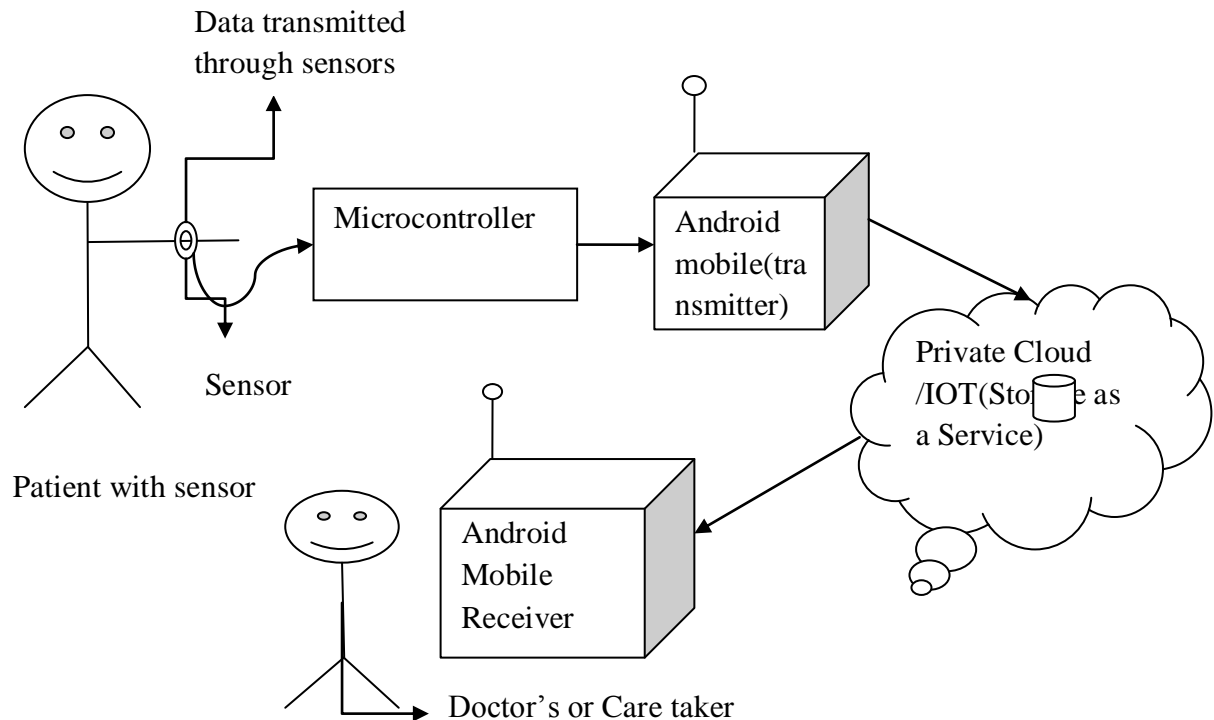 Data transmitted
through sensors
Microcontroller
Android
mobile(tra
nsmitter)
Sensor
Private Cloud
/IOT(Sto e as
a Service)
Patient with sensor
Android
Mobile
Receiver
Doctor's or Care taker